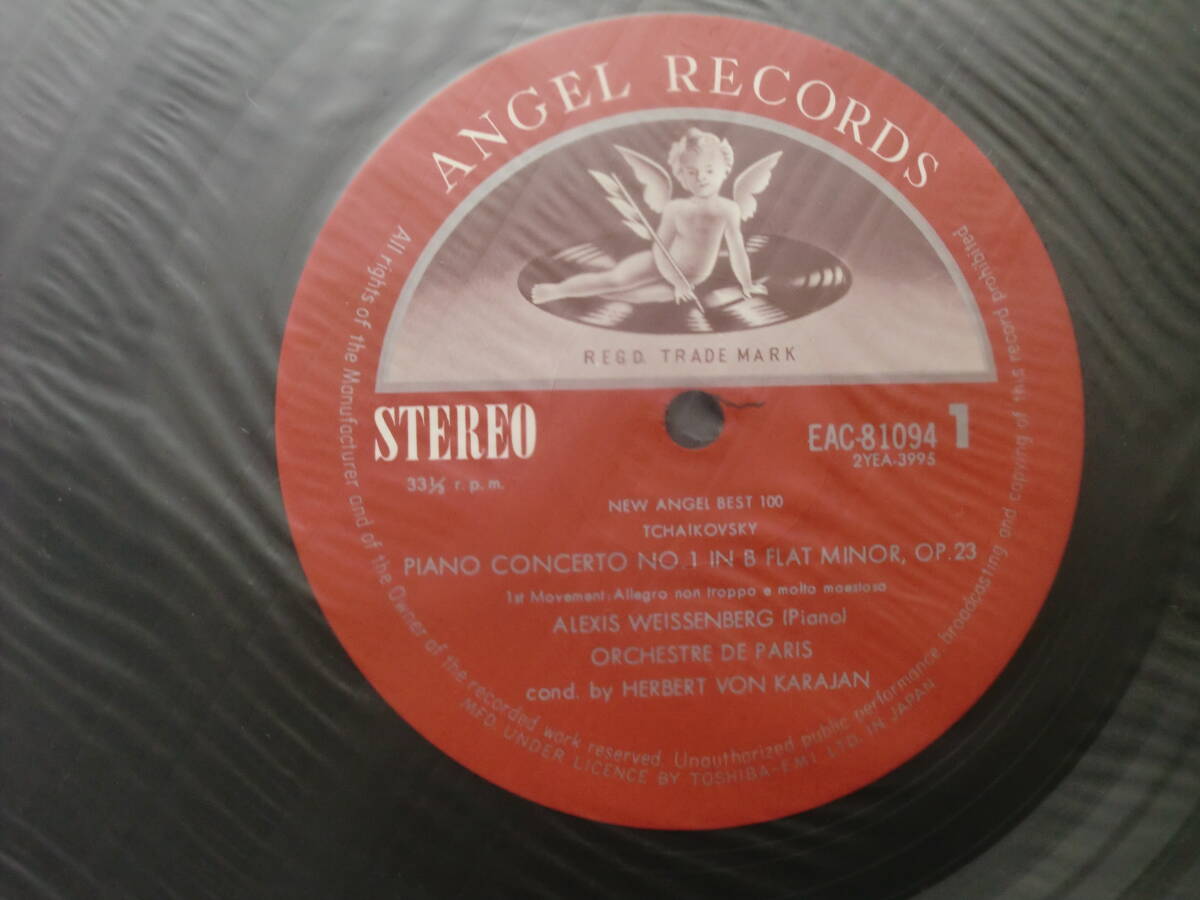 ANGEL RECORDS
REGD. TRADE MARK
STEREO
33⅓ r.p.m.
EAC-81094 1
2YEA-3995
NEW ANGEL BEST 100
TCHAIKOVSKY
PIANO CONCERTO NO.1 IN B FLAT MINOR, OP.23
1st Movement: Allegro non troppo e molto maestoso
ALEXIS WEISSENBERG (Piano)
ORCHESTRE DE PARIS
cond. by HERBERT VON KARAJAN
All rights of the Manufacturer and of the Owner of the recorded work reserved. Unauthorized public performance, broadcasting and copying of this record prohibited
MFD. UNDER LICENCE BY TOSHIBA-EMI LTD. IN JAPAN